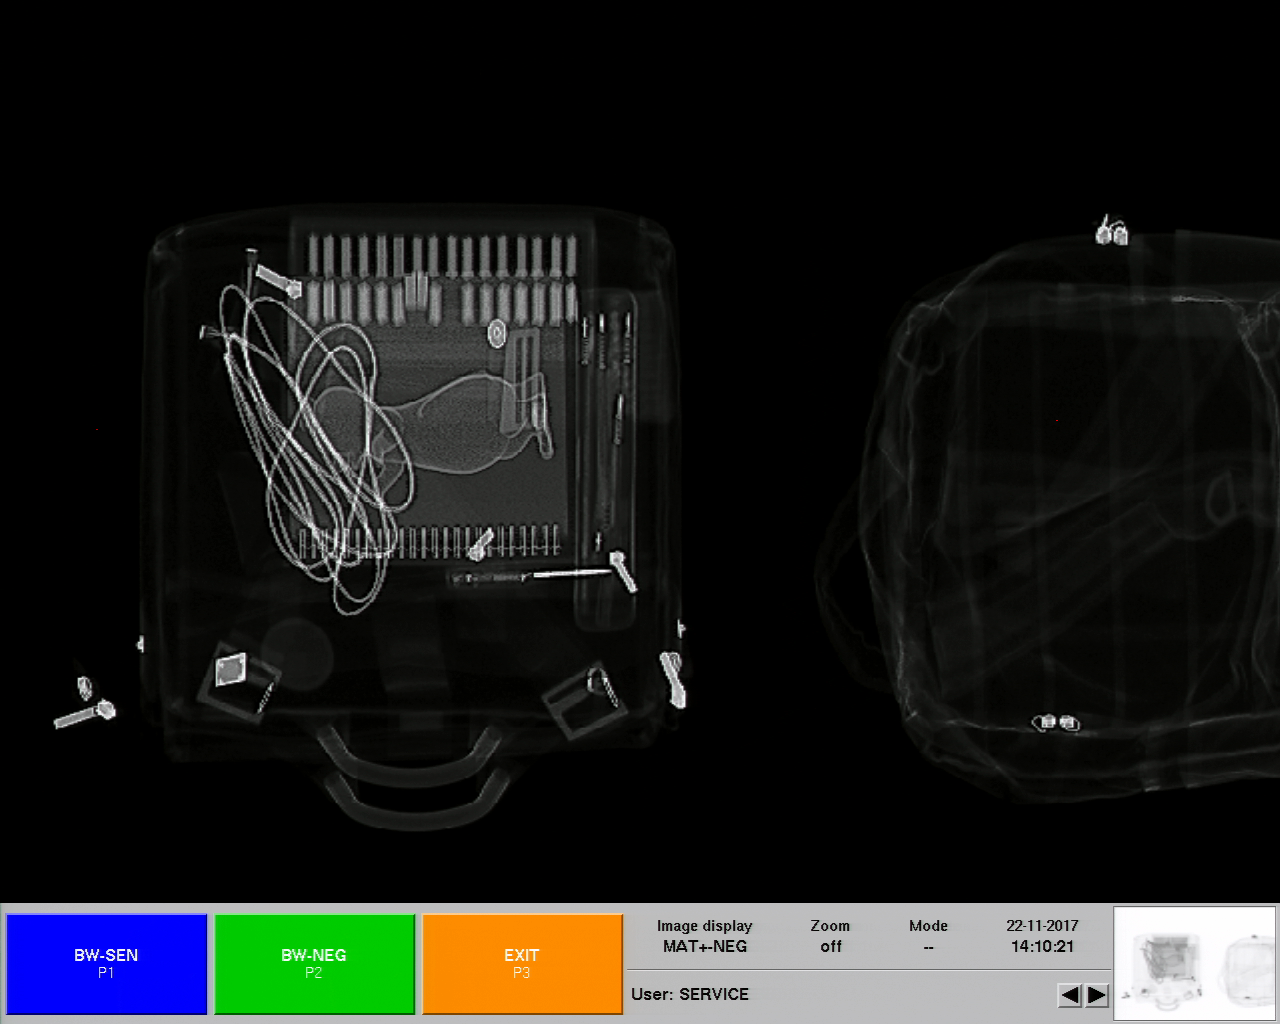 BW-SEN
P1
BW-NEG
P2
EXIT
P3
Image display
MAT+-NEG
Zoom
off
Mode
--
22-11-2017
14:10:21
User: SERVICE